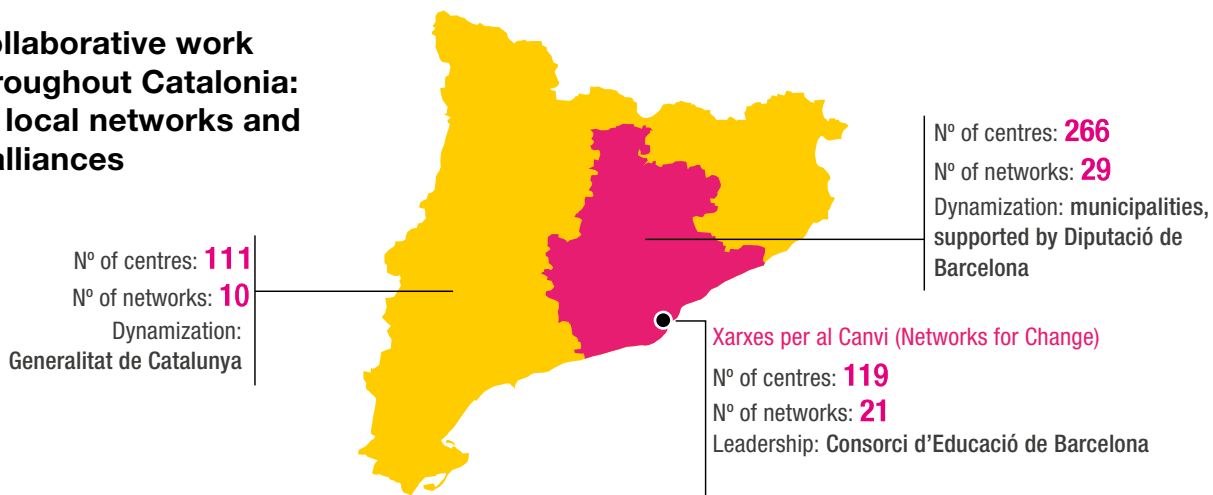 ollaborative work
roughout Catalonia:
local networks and
alliances
Nº of centres: 266
Nº of networks: 29
Dynamization: municipalities,
supported by Diputació de
Barcelona
Nº of centres: 111
Nº of networks: 10
Dynamization:
Generalitat de Catalunya
Xarxes per al Canvi (Networks for Change)
Nº of centres: 119
Nº of networks: 21
Leadership: Consorci d’Educació de Barcelona